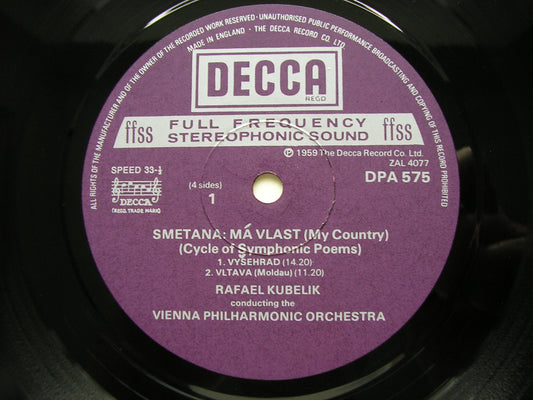 ALL RIGHTS OF THE MANUFACTURER AND OF THE OWNER OF THE RECORDED WORK RESERVED · UNAUTHORISED PUBLIC PERFORMANCE BROADCASTING AND COPYING OF THIS RECORD PROHIBITED
MADE IN ENGLAND · THE DECCA RECORD CO. LTD.
DECCA
REGD
ffss FULL FREQUENCY STEREOPHONIC SOUND ffss
SPEED 33-⅓
℗ 1959 The Decca Record Co. Ltd.
ZAL 4077
DPA 575
DECCA
(REGD. TRADE MARK)
(4 sides)
1
SMETANA: MÁ VLAST (My Country)
(Cycle of Symphonic Poems)
1. VYŠEHRAD (14.20)
2. VLTAVA (Moldau) (11.20)
RAFAEL KUBELIK
conducting the
VIENNA PHILHARMONIC ORCHESTRA